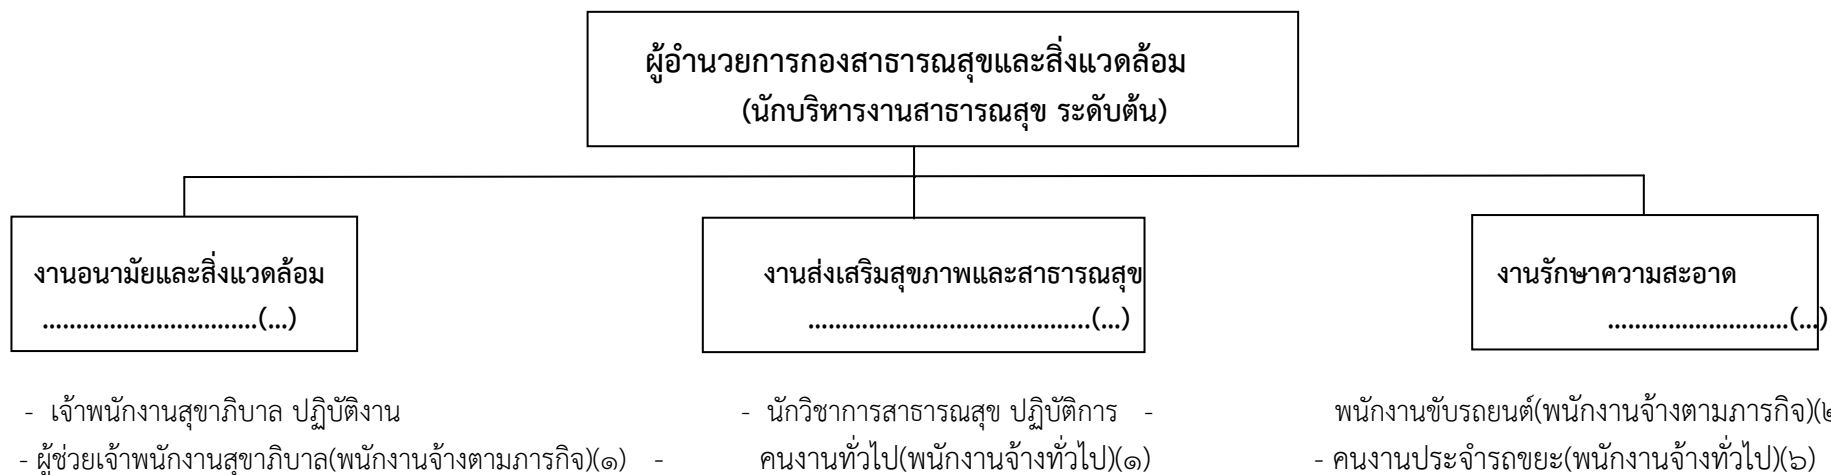 ผู้อำนวยการกองสาธารณสุขและสิ่งแวดล้อม
(นักบริหารงานสาธารณสุข ระดับต้น)
งานอนามัยและสิ่งแวดล้อม
................................(...)
งานส่งเสริมสุขภาพและสาธารณสุข
..........................................(...)
งานรักษาความสะอาด
...........................(...)
- เจ้าพนักงานสุขาภิบาล ปฏิบัติงาน
- ผู้ช่วยเจ้าพนักงานสุขาภิบาล(พนักงานจ้างตามภารกิจ)(๑) -
- นักวิชาการสาธารณสุข ปฏิบัติการ -
คนงานทั่วไป(พนักงานจ้างทั่วไป)(๑)
พนักงานขับรถยนต์(พนักงานจ้างตามภารกิจ)(๒
- คนงานประจำรถขยะ(พนักงานจ้างทั่วไป)(๖)